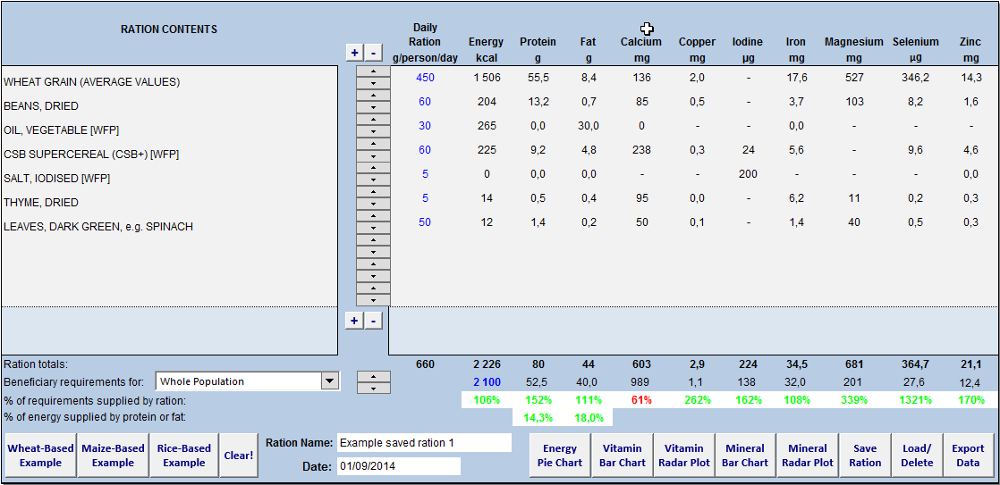 RATION CONTENTS
+ -
Daily Ration g/person/day Energy kcal Protein g Fat g Calcium mg Copper mg Iodine µg Iron mg Magnesium mg Selenium µg Zinc mg
WHEAT GRAIN (AVERAGE VALUES) 450 1 506 55,5 8,4 136 2,0 - 17,6 527 346,2 14,3
BEANS, DRIED 60 204 13,2 0,7 85 0,5 - 3,7 103 8,2 1,6
OIL, VEGETABLE [WFP] 30 265 0,0 30,0 0 - - 0,0 - - -
CSB SUPERCEREAL (CSB+) [WFP] 60 225 9,2 4,8 238 0,3 24 5,6 - 9,6 4,6
SALT, IODISED [WFP] 5 0 0,0 0,0 - - 200 - - - 0,0
THYME, DRIED 5 14 0,5 0,4 95 0,0 - 6,2 11 0,2 0,3
LEAVES, DARK GREEN, e.g. SPINACH 50 12 1,4 0,2 50 0,1 - 1,4 40 0,5 0,3
+ -
Ration totals: 660 2 226 80 44 603 2,9 224 34,5 681 364,7 21,1
Beneficiary requirements for: Whole Population 2 100 52,5 40,0 989 1,1 138 32,0 201 27,6 12,4
% of requirements supplied by ration: 106% 152% 111% 61% 262% 162% 108% 339% 1321% 170%
% of energy supplied by protein or fat: 14,3% 18,0%
Wheat-Based Example
Maize-Based Example
Rice-Based Example
Clear!
Ration Name: Example saved ration 1
Date: 01/09/2014
Energy Pie Chart
Vitamin Bar Chart
Vitamin Radar Plot
Mineral Bar Chart
Mineral Radar Plot
Save Ration
Load/ Delete
Export Data